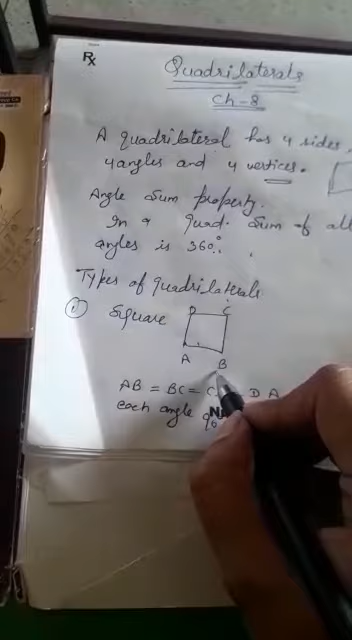 Rx
Quadrilaterals
Ch-8
A quadrilateral has 4 sides,
4 angles and 4 vertices.
Angle Sum property.
In a quad. Sum of all
angles is 360°.
Types of quadrilaterals
① Square
D C
A B
AB = BC = C D A
each angle 90